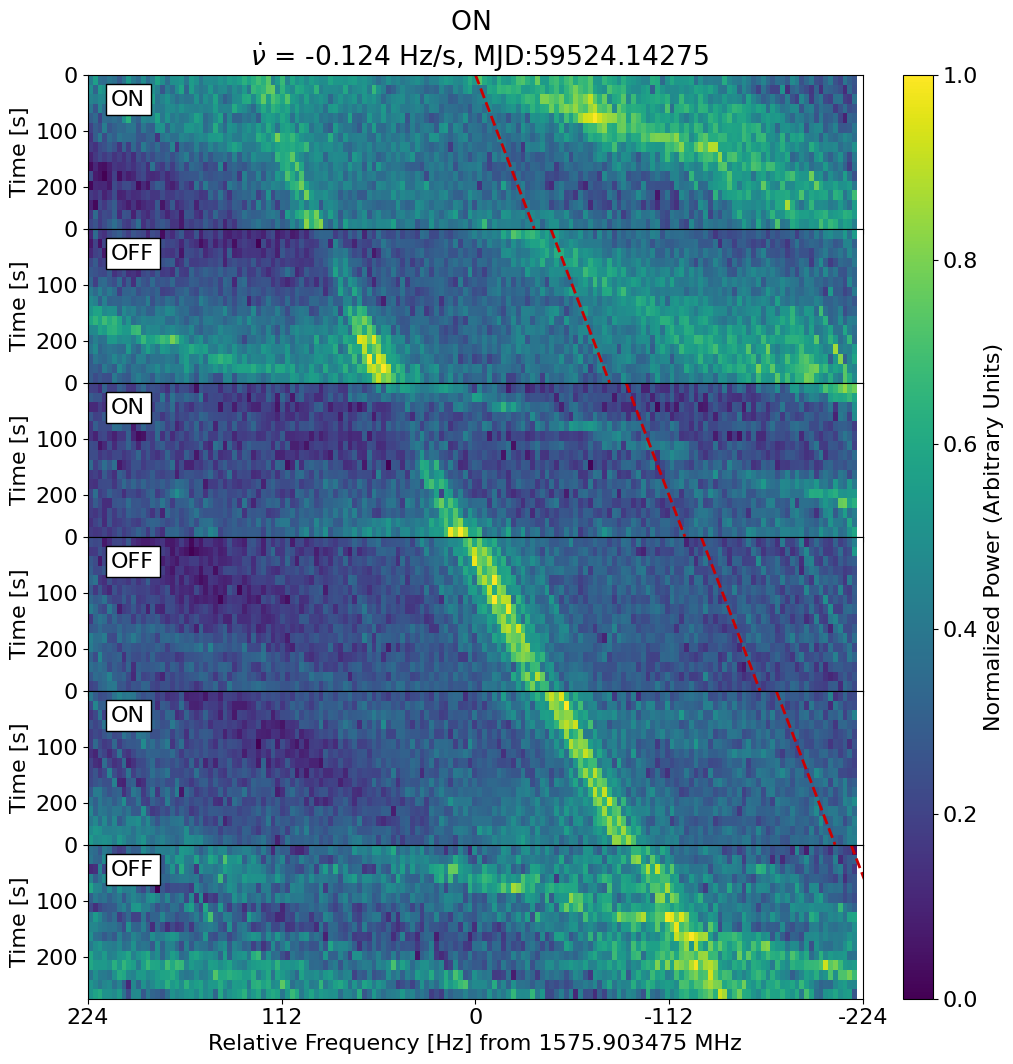 ON
ν̇ = -0.124 Hz/s, MJD:59524.14275
0
ON
100
200
Time [s]
0
OFF
100
200
Time [s]
0
ON
100
200
Time [s]
0
OFF
100
200
Time [s]
0
ON
100
200
Time [s]
0
OFF
100
200
Time [s]
224 112 0 -112 -224
Relative Frequency [Hz] from 1575.903475 MHz
1.0
0.8
0.6
0.4
0.2
0.0
Normalized Power (Arbitrary Units)